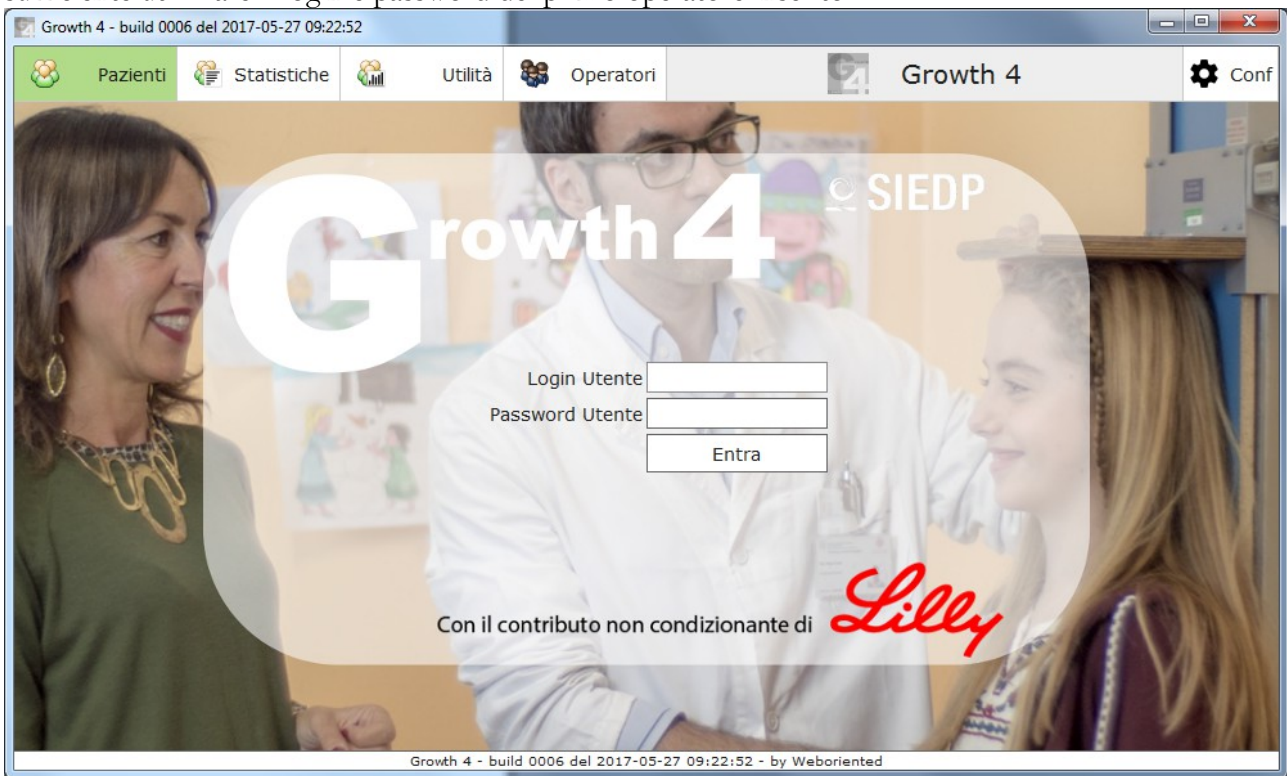 Growth 4 - build 0006 del 2017-05-27 09:22:52
Pazienti Statistiche Utilità Operatori Growth 4 Conf
Growth 4 SIEDP
Login Utente
Password Utente
Entra
Con il contributo non condizionante di Lilly
Growth 4 - build 0006 del 2017-05-27 09:22:52 - by Weboriented